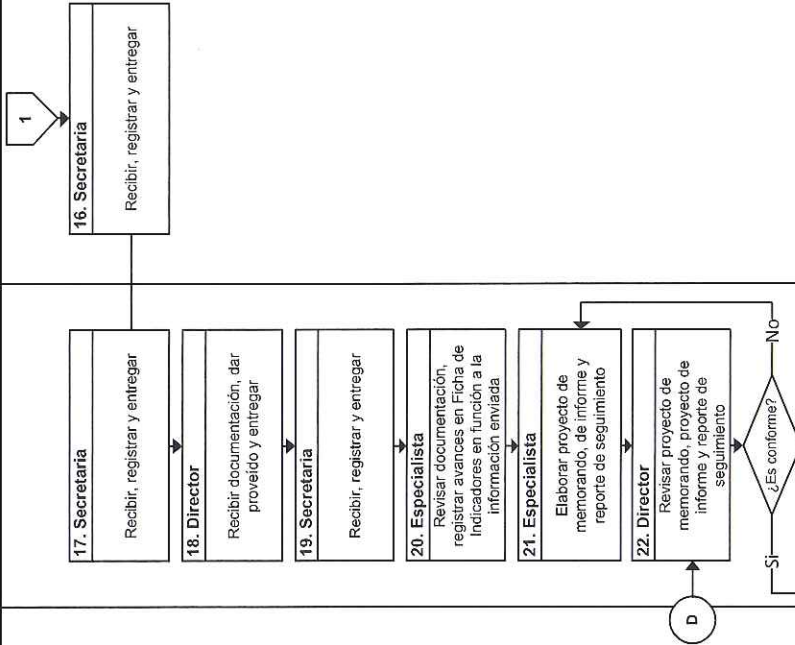 1
16. Secretaria
Recibir, registrar y entregar
17. Secretaria
Recibir, registrar y entregar
18. Director
Recibir documentación, dar
proveído y entregar
19. Secretaria
Recibir, registrar y entregar
20. Especialista
Revisar documentación,
registrar avances en Ficha de
Indicadores en función a la
información enviada
21. Especialista
Elaborar proyecto de
memorando, de informe y
reporte de seguimiento
22. Director
Revisar proyecto de
memorando, proyecto de
informe y reporte de
seguimiento
D
¿Es conforme?
Si
No